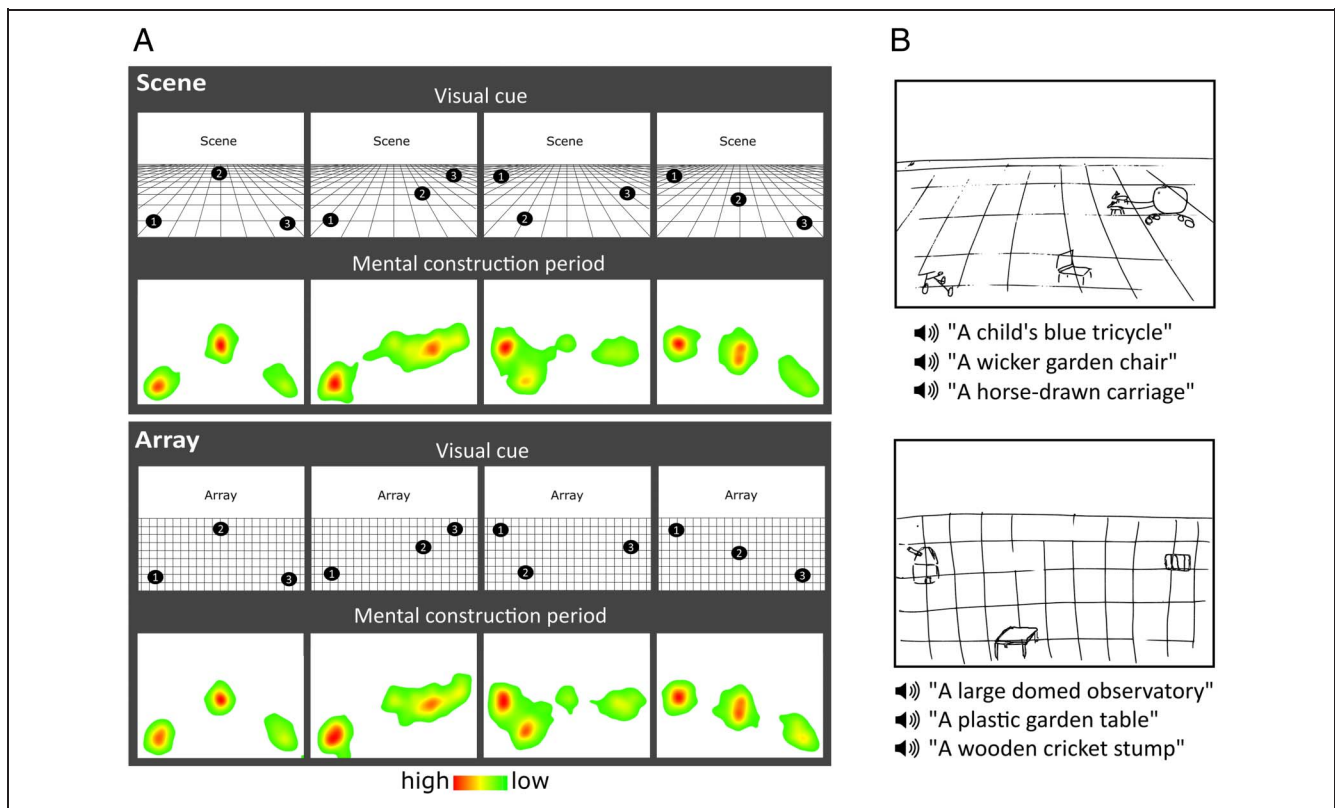 A
B
Scene
Visual cue
Scene Scene Scene Scene
2 3 1 1
2 3 2
1 3 1 2 3
Mental construction period
"A child's blue tricycle"
"A wicker garden chair"
"A horse-drawn carriage"
Array
Visual cue
Array Array Array Array
2 3 1 1
2 3 2
1 3 1 2 3
Mental construction period
high low
"A large domed observatory"
"A plastic garden table"
"A wooden cricket stump"